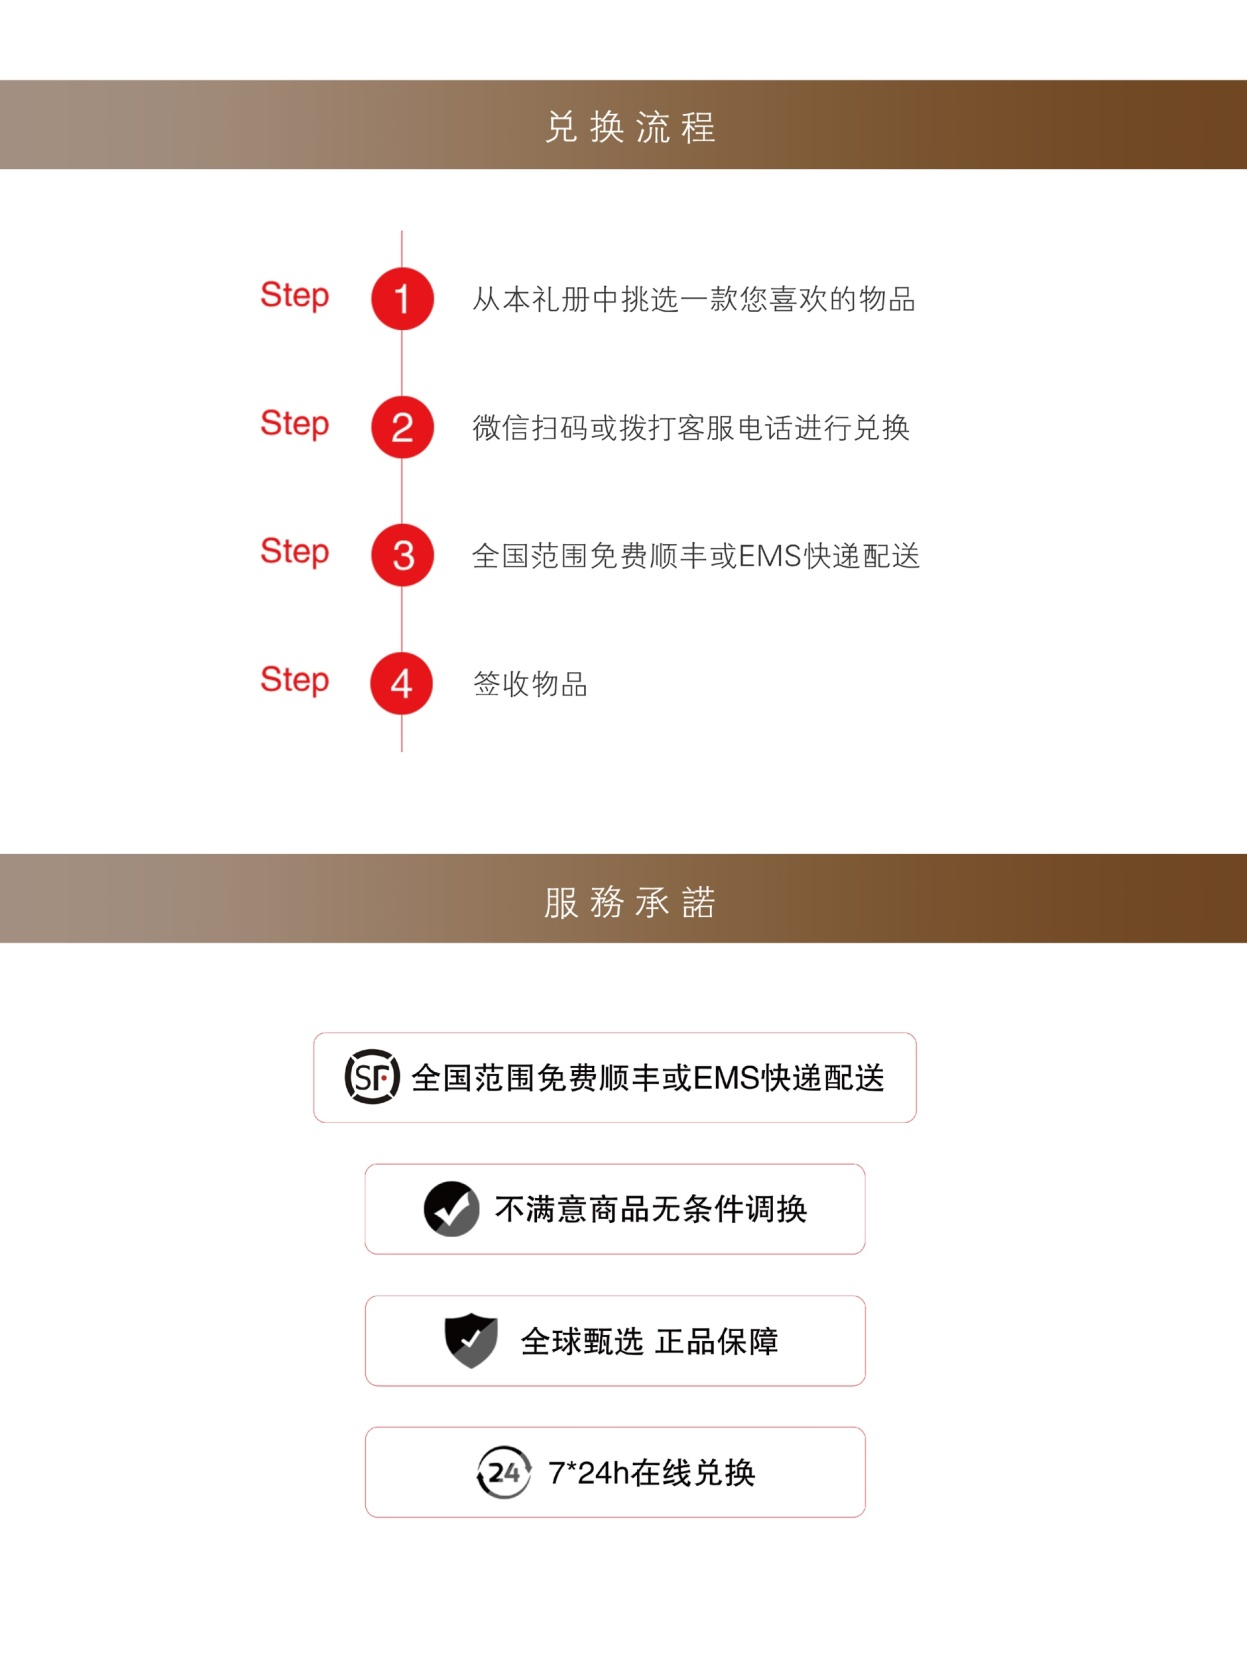 兑换流程
Step 1 从本礼册中挑选一款您喜欢的物品
Step 2 微信扫码或拨打客服电话进行兑换
Step 3 全国范围免费顺丰或EMS快递配送
Step 4 签收物品
服務承諾
SF 全国范围免费顺丰或EMS快递配送
不满意商品无条件调换
全球甄选 正品保障
24 7*24h在线兑换